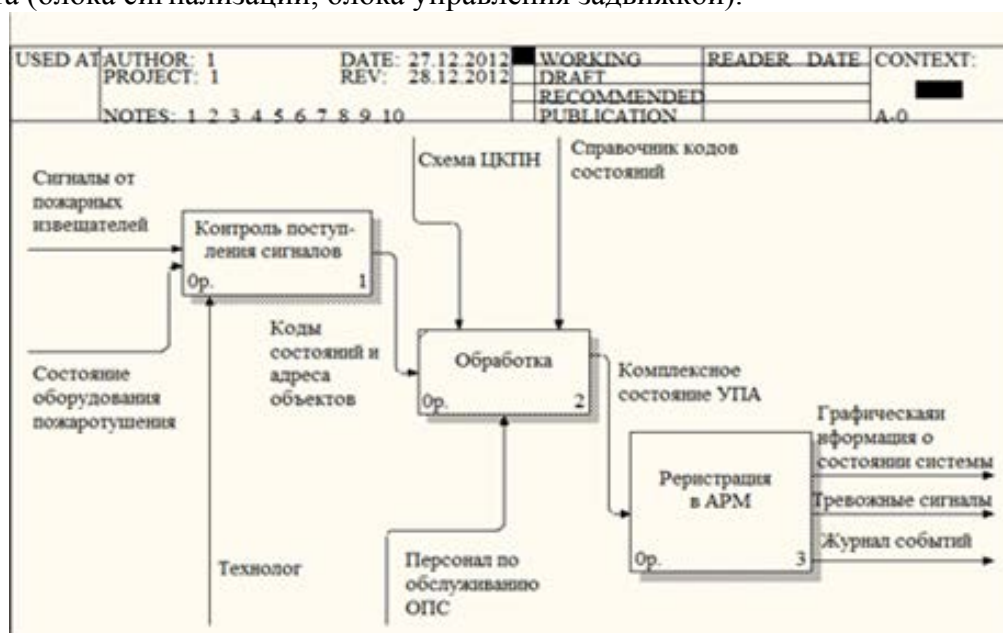 та (блока сигнализации, блока управления задвижкой).
USED AT
AUTHOR: 1
DATE: 27.12.2012
WORKING
READER DATE
CONTEXT:
PROJECT: 1
REV: 28.12.2012
DRAFT
RECOMMENDED
NOTES: 1 2 3 4 5 6 7 8 9 10
PUBLICATION
A-0
Схема ЦКПН
Справочник кодов
состояний
Сигналы от
пожарных
извещателей
Контроль поступ-
ления сигналов
0р.
1
Коды
состояний и
адреса
объектов
Обработка
0р.
2
Состояние
оборудования
пожаротушения
Комплексное
состояние УПА
Графическаяи
нформация о
состоянии системы
Реристрация
в АРМ
Тревожные сигналы
Журнал событий
0р.
3
Технолог
Персонал по
обслуживанию
ОПС